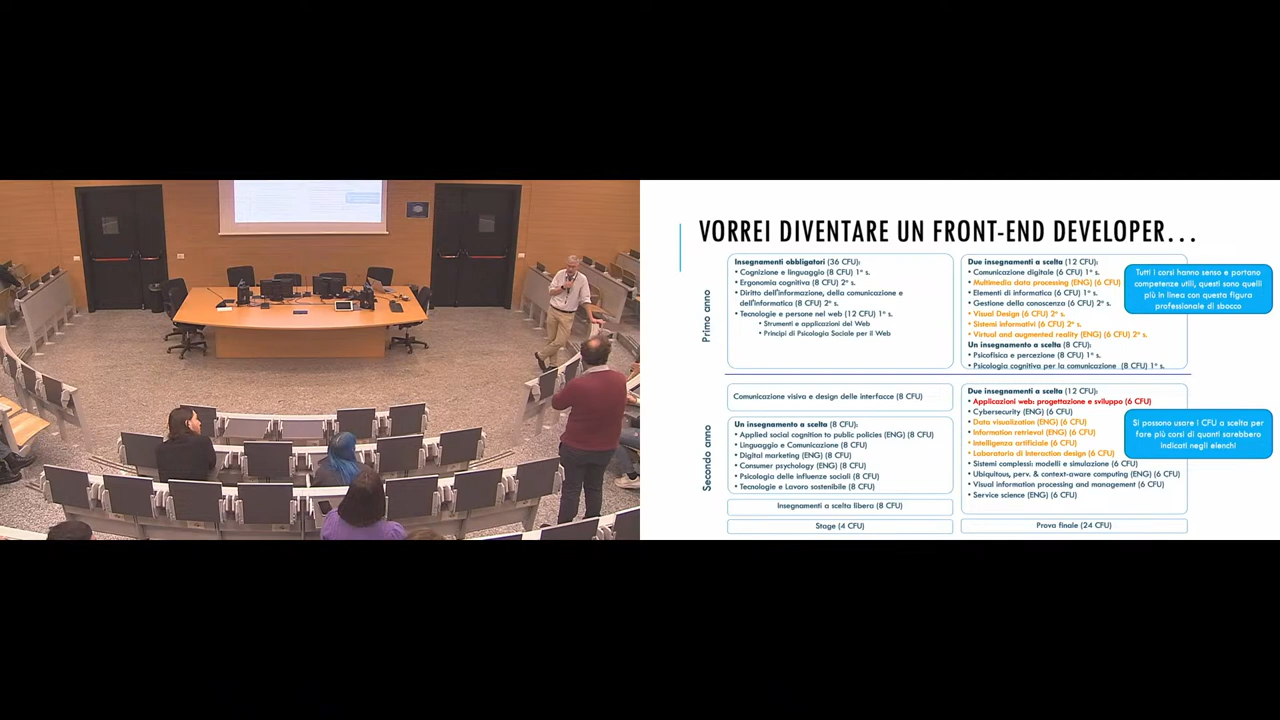 VORREI DIVENTARE UN FRONT-END DEVELOPER...
Primo anno
Insegnamenti obbligatori (36 CFU):
• Cognizione e linguaggio (8 CFU) 1° s.
• Ergonomia cognitiva (8 CFU) 2° s.
• Diritto dell'informazione, della comunicazione e
dell'informatica (8 CFU) 2° s.
• Tecnologie e persone nel web (12 CFU) 1° s.
• Strumenti e applicazioni del Web
• Principi di Psicologia Sociale per il Web
Due insegnamenti a scelta (12 CFU):
• Comunicazione digitale (6 CFU) 1° s.
• Multimedia data processing (ENG) (6 CFU)
• Elementi di informatica (6 CFU) 1° s.
• Gestione della conoscenza (6 CFU) 2° s.
• Visual Design (6 CFU) 2° s.
• Sistemi informativi (6 CFU) 2° s.
• Virtual and augmented reality (ENG) (6 CFU) 2° s.
Un insegnamento a scelta (8 CFU):
• Psicofisica e percezione (8 CFU) 1° s.
• Psicologia cognitiva per la comunicazione (8 CFU) 1° s.
Tutti i corsi hanno senso e portano
competenze utili, questi sono quelli
più in linea con questa figura
professionale di sbocco
Secondo anno
Comunicazione visiva e design delle interfacce (8 CFU)
Un insegnamento a scelta (8 CFU):
• Applied social cognition to public policies (ENG) (8 CFU)
• Linguaggio e Comunicazione (8 CFU)
• Digital marketing (ENG) (8 CFU)
• Consumer psychology (ENG) (8 CFU)
• Psicologia delle influenze sociali (8 CFU)
• Tecnologie e Lavoro sostenibile (8 CFU)
Insegnamenti a scelta libera (8 CFU)
Stage (4 CFU)
Due insegnamenti a scelta (12 CFU):
• Applicazioni web: progettazione e sviluppo (6 CFU)
• Cybersecurity (ENG) (6 CFU)
• Data visualization (ENG) (6 CFU)
• Information retrieval (ENG) (6 CFU)
• Intelligenza artificiale (6 CFU)
• Laboratorio di Interaction design (6 CFU)
• Sistemi complessi: modelli e simulazione (6 CFU)
• Ubiquitous, perv. & context-aware computing (ENG) (6 CFU)
• Visual information processing and management (6 CFU)
• Service science (ENG) (6 CFU)
Prova finale (24 CFU)
Si possono usare i CFU a scelta per
fare più corsi di quanti sarebbero
indicati negli elenchi